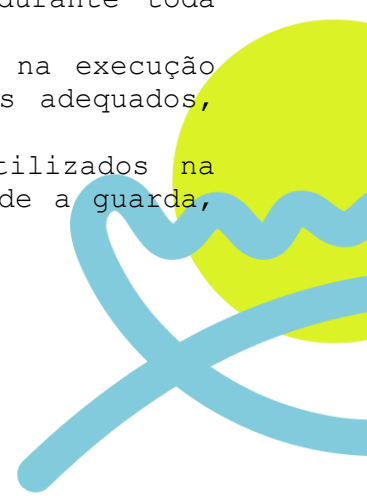 durante toda
na execução
s adequados,
tilizados na
de a guarda,